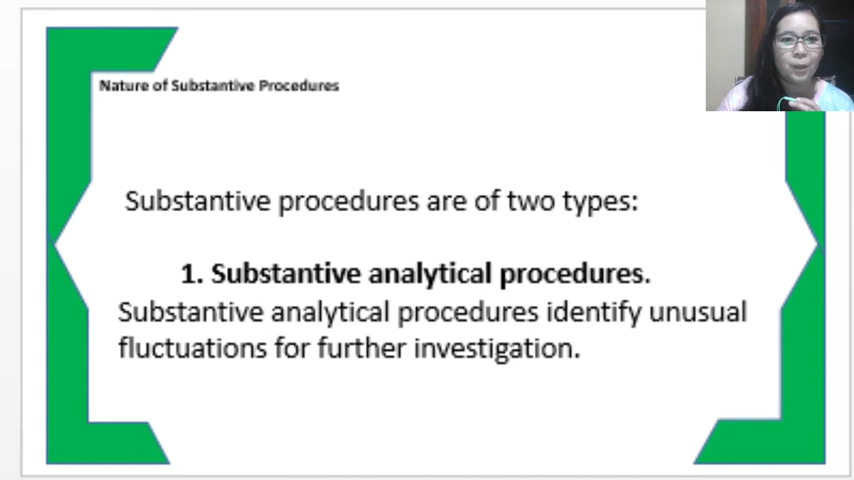 Nature of Substantive Procedures
Substantive procedures are of two types:
1. Substantive analytical procedures.
Substantive analytical procedures identify unusual
fluctuations for further investigation.